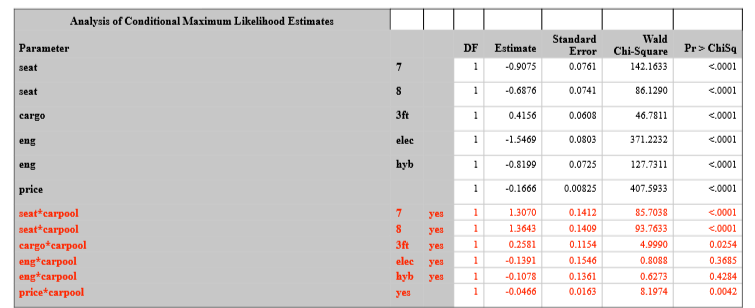 Analysis of Conditional Maximum Likelihood Estimates
Parameter DF Estimate Standard Error Wald Chi-Square Pr > ChiSq
seat 7 1 -0.9075 0.0761 142.1633 <.0001
seat 8 1 -0.6876 0.0741 86.1290 <.0001
cargo 3ft 1 0.4156 0.0608 46.7811 <.0001
eng elec 1 -1.5469 0.0803 371.2232 <.0001
eng hyb 1 -0.8199 0.0725 127.7311 <.0001
price 1 -0.1666 0.00825 407.5933 <.0001
seat*carpool 7 yes 1 1.3070 0.1412 85.7038 <.0001
seat*carpool 8 yes 1 1.3643 0.1409 93.7633 <.0001
cargo*carpool 3ft yes 1 0.2581 0.1154 4.9990 0.0254
eng*carpool elec yes 1 -0.1391 0.1546 0.8088 0.3685
eng*carpool hyb yes 1 -0.1078 0.1361 0.6273 0.4284
price*carpool yes 1 -0.0466 0.0163 8.1974 0.0042